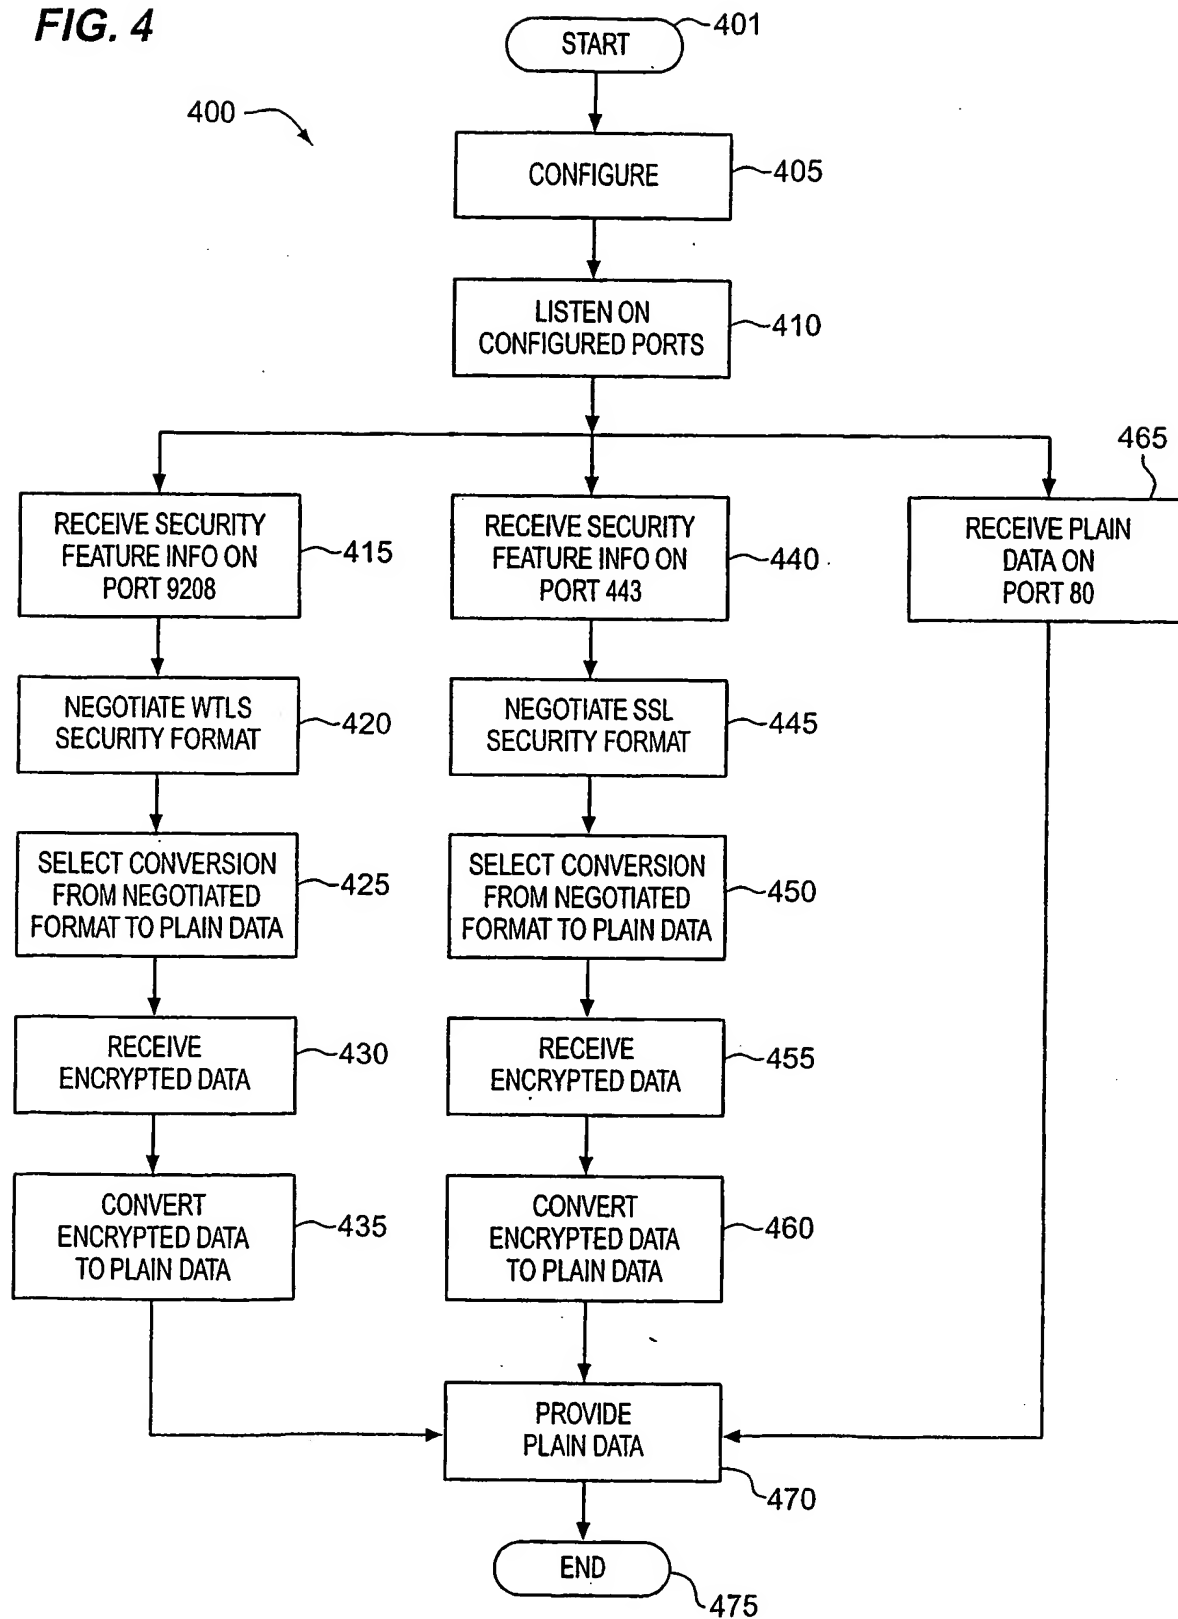 FIG. 4
START
401
400
CONFIGURE
405
LISTEN ON
CONFIGURED PORTS
410
RECEIVE SECURITY
FEATURE INFO ON
PORT 9208
415
RECEIVE SECURITY
FEATURE INFO ON
PORT 443
440
465
RECEIVE PLAIN
DATA ON
PORT 80
NEGOTIATE WTLS
SECURITY FORMAT
420
NEGOTIATE SSL
SECURITY FORMAT
445
SELECT CONVERSION
FROM NEGOTIATED
FORMAT TO PLAIN DATA
425
SELECT CONVERSION
FROM NEGOTIATED
FORMAT TO PLAIN DATA
450
RECEIVE
ENCRYPTED DATA
430
RECEIVE
ENCRYPTED DATA
455
CONVERT
ENCRYPTED DATA
TO PLAIN DATA
435
CONVERT
ENCRYPTED DATA
TO PLAIN DATA
460
PROVIDE
PLAIN DATA
470
END
475